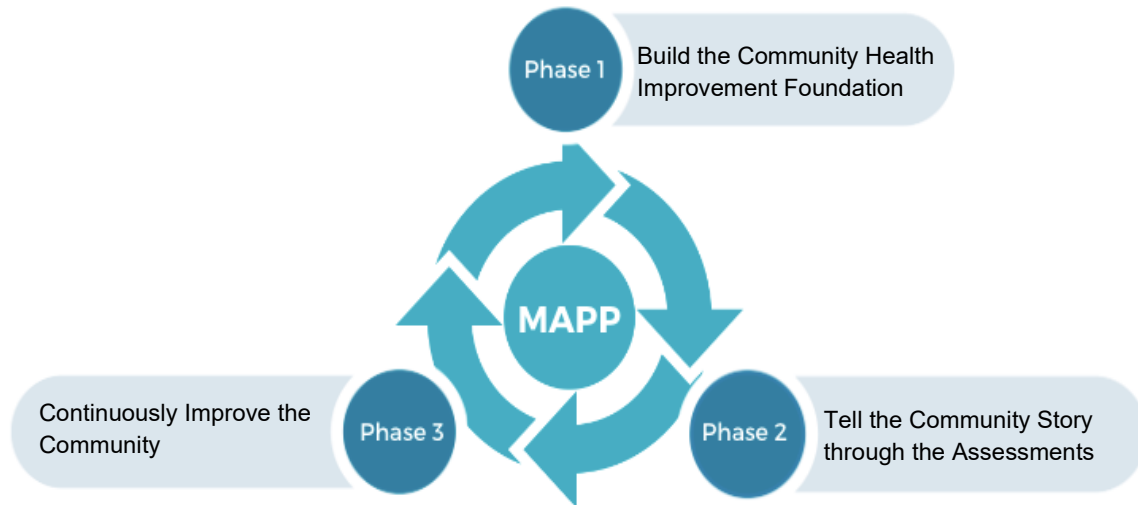 Phase 1
Build the Community Health
Improvement Foundation
MAPP
Phase 2
Tell the Community Story
through the Assessments
Phase 3
Continuously Improve the
Community